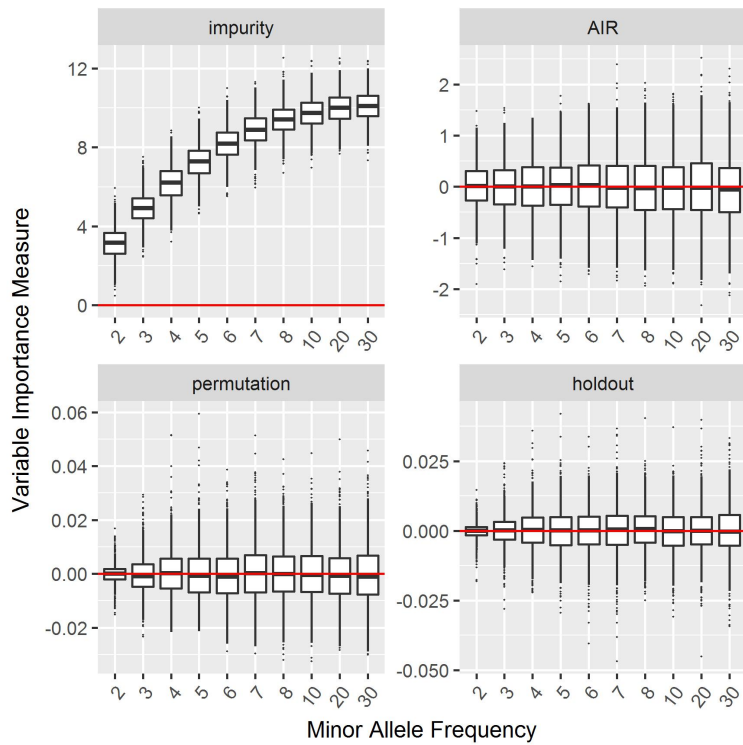 Variable Importance Measure
impurity
12
8
4
0
2 3 4 5 6 7 8 10 20 30
AIR
2
1
0
-1
-2
2 3 4 5 6 7 8 10 20 30
permutation
0.06
0.04
0.02
0.00
-0.02
2 3 4 5 6 7 8 10 20 30
holdout
0.025
0.000
-0.025
-0.050
2 3 4 5 6 7 8 10 20 30
Minor Allele Frequency